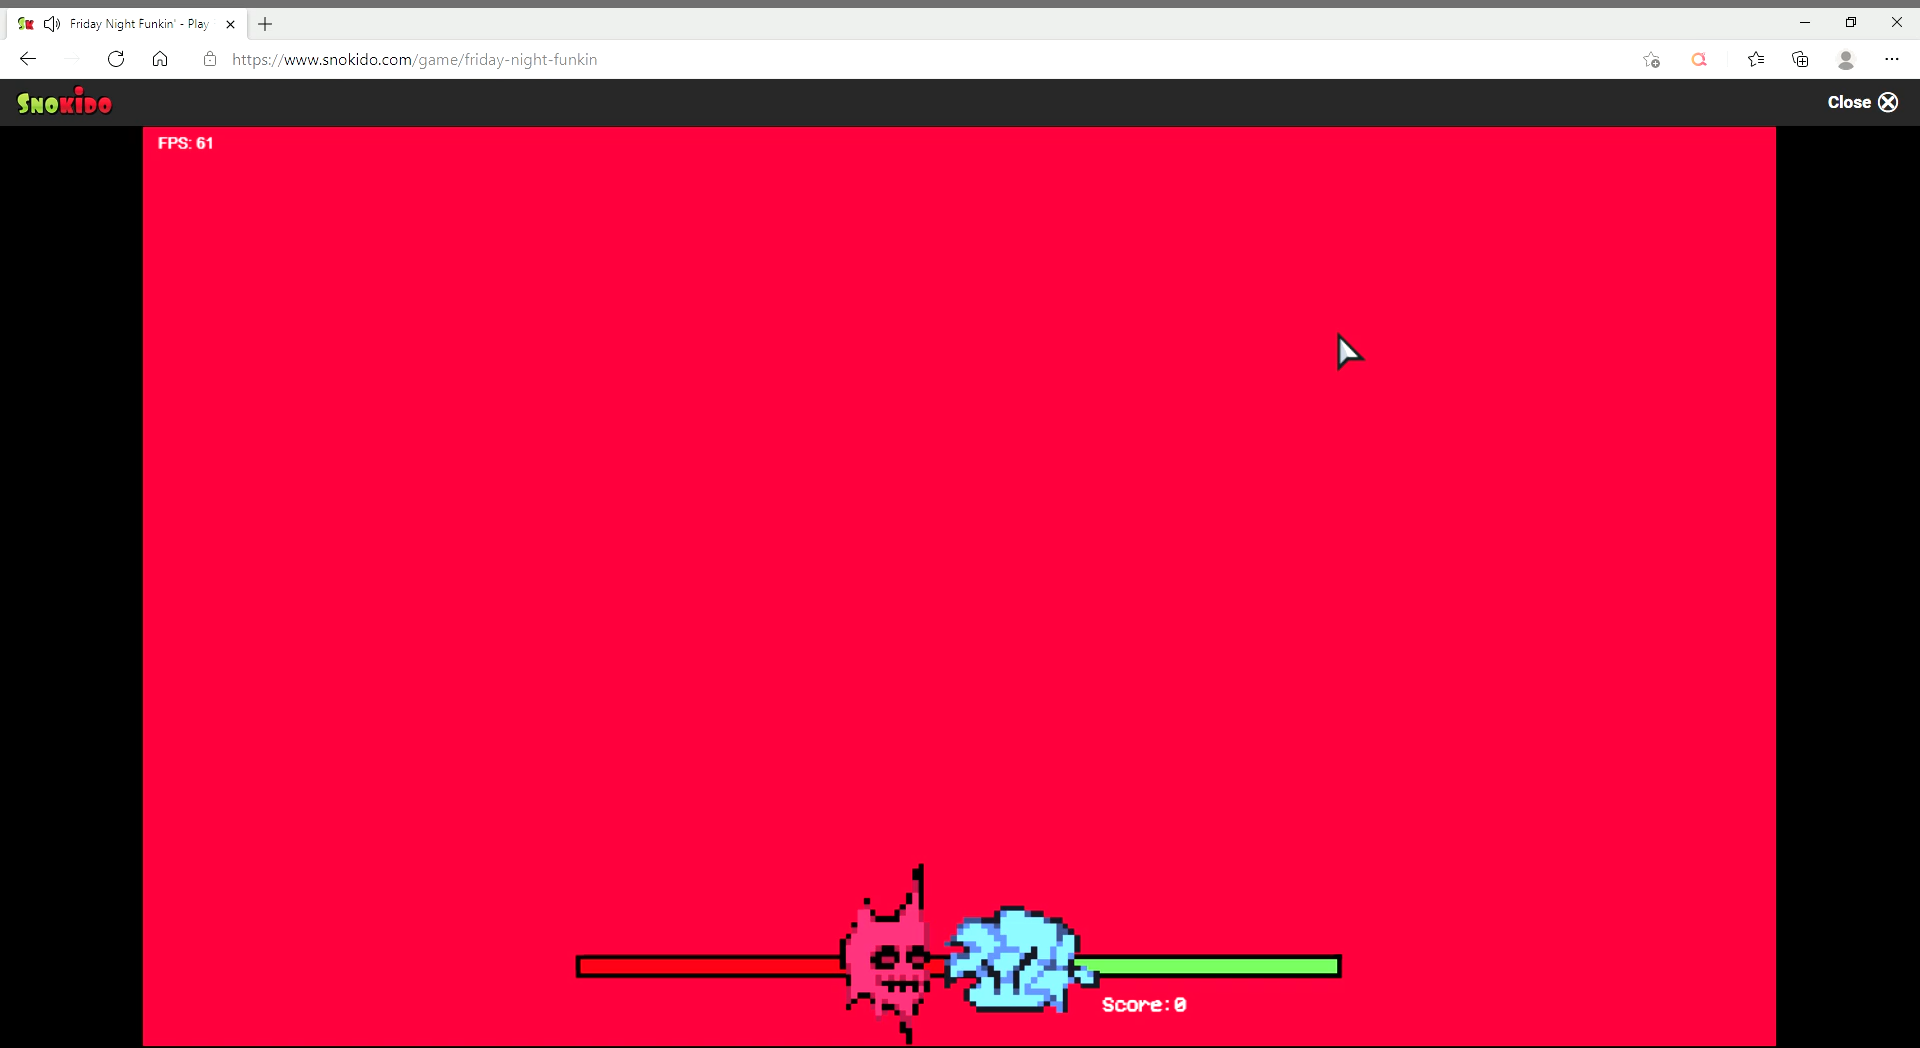 Friday Night Funkin' - Play
https://www.snokido.com/game/friday-night-funkin
SNOKIDO
Close
FPS: 61
Score:0